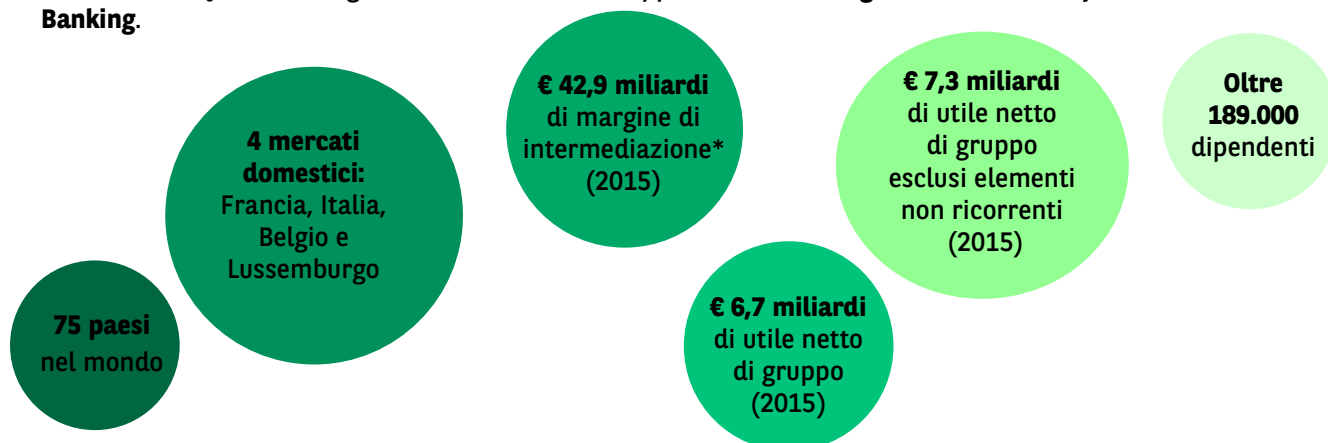 Banking.
4 mercati
domestici:
Francia, Italia,
Belgio e
Lussemburgo
€ 42,9 miliardi
di margine di
intermediazione*
(2015)
€ 7,3 miliardi
di utile netto
di gruppo
esclusi elementi
non ricorrenti
(2015)
Oltre
189.000
dipendenti
75 paesi
nel mondo
€ 6,7 miliardi
di utile netto
di gruppo
(2015)